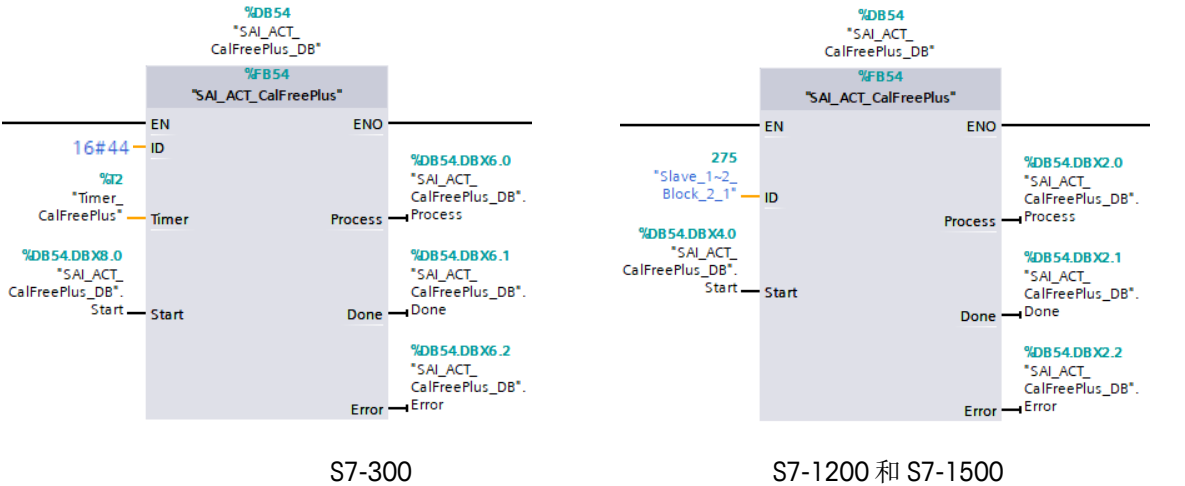 %DB54
"SAI_ACT_
CalFreePlus_DB"
%FB54
"SAI_ACT_CalFreePlus"
EN
ENO
16#44
ID
%T2
"Timer_
CalFreePlus"
Timer
%DB54.DBX8.0
"SAI_ACT_
CalFreePlus_DB".
Start
Start
%DB54.DBX6.0
"SAI_ACT_
CalFreePlus_DB".
Process
Process
%DB54.DBX6.1
"SAI_ACT_
CalFreePlus_DB".
Done
Done
%DB54.DBX6.2
"SAI_ACT_
CalFreePlus_DB".
Error
Error
S7-300
%DB54
"SAI_ACT_
CalFreePlus_DB"
%FB54
"SAI_ACT_CalFreePlus"
EN
ENO
275
"Slave_1~2_
Block_2_1"
ID
%DB54.DBX4.0
"SAI_ACT_
CalFreePlus_DB".
Start
Start
%DB54.DBX2.0
"SAI_ACT_
CalFreePlus_DB".
Process
Process
%DB54.DBX2.1
"SAI_ACT_
CalFreePlus_DB".
Done
Done
%DB54.DBX2.2
"SAI_ACT_
CalFreePlus_DB".
Error
Error
S7-1200 和 S7-1500